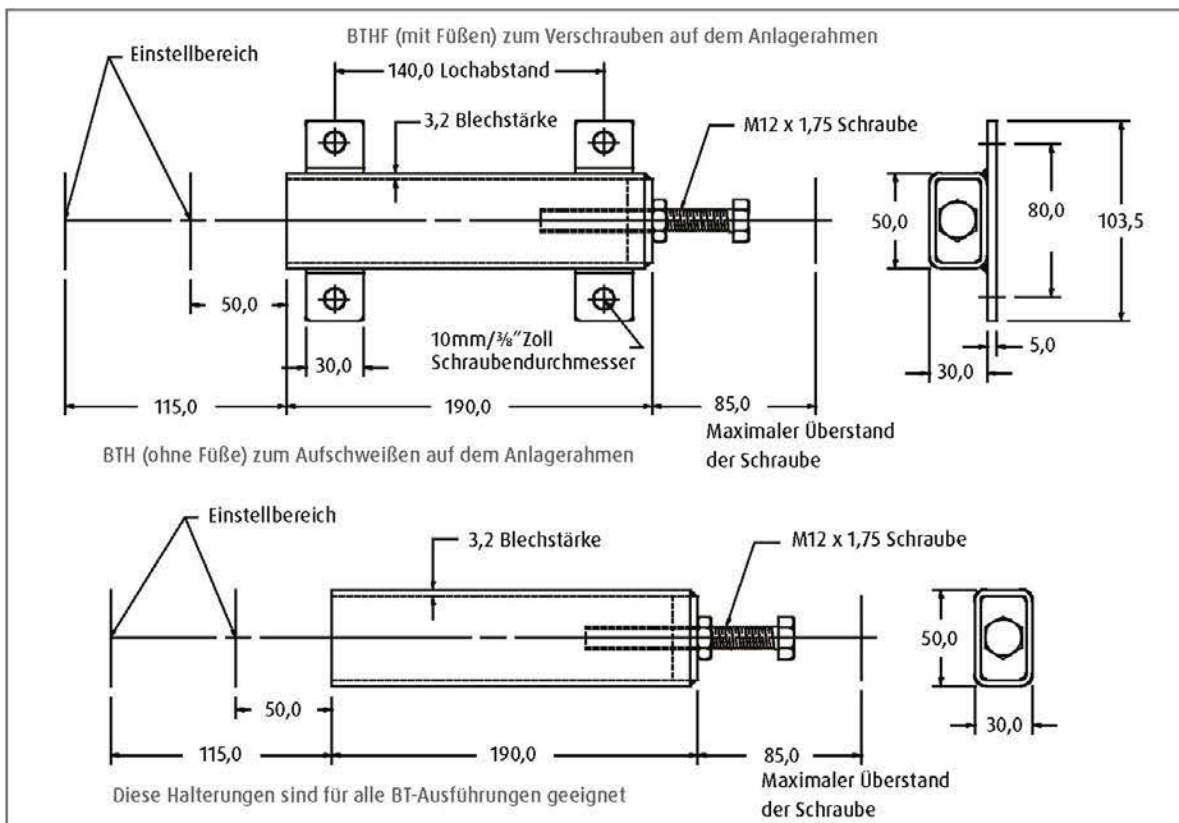 BTHF (mit Füßen) zum Verschrauben auf dem Anlagerahmen
Einstellbereich
140,0 Lochabstand
3,2 Blechstärke
M12 x 1,75 Schraube
50,0
80,0
103,5
50,0
10mm/⅜“Zoll
Schraubendurchmesser
30,0
5,0
30,0
115,0
190,0
85,0
Maximaler Überstand
der Schraube
BTH (ohne Füße) zum Aufschweißen auf dem Anlagerahmen
Einstellbereich
3,2 Blechstärke
M12 x 1,75 Schraube
50,0
50,0
30,0
115,0
190,0
85,0
Maximaler Überstand
der Schraube
Diese Halterungen sind für alle BT-Ausführungen geeignet